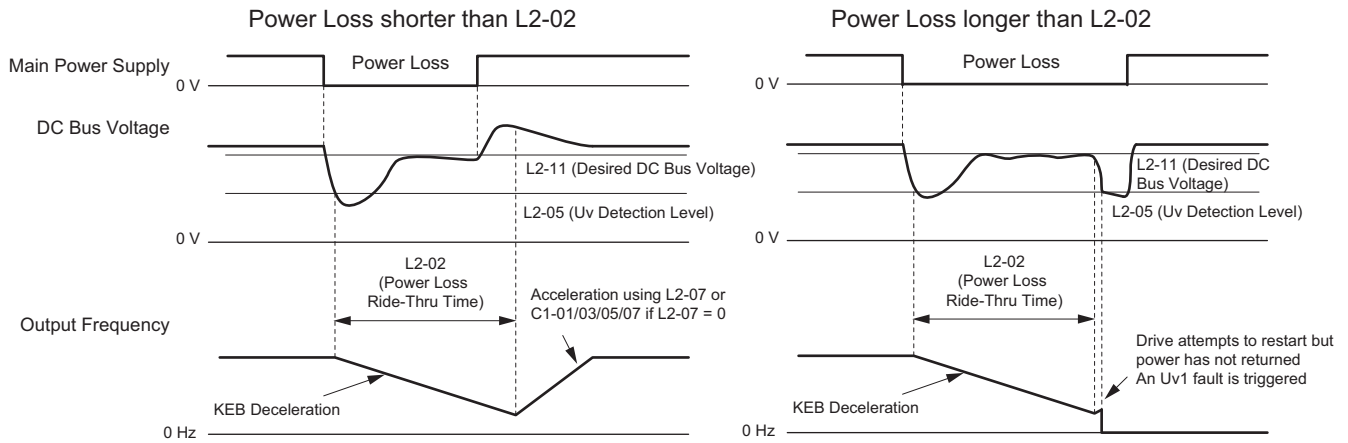 Power Loss shorter than L2-02
Main Power Supply
Power Loss
0 V
DC Bus Voltage
L2-11 (Desired DC Bus Voltage)
L2-05 (Uv Detection Level)
0 V
L2-02
(Power Loss
Ride-Thru Time)
Acceleration using L2-07 or
C1-01/03/05/07 if L2-07 = 0
Output Frequency
KEB Deceleration
0 Hz
Power Loss longer than L2-02
Power Loss
0 V
L2-11 (Desired DC
Bus Voltage)
L2-05 (Uv Detection Level)
0 V
L2-02
(Power Loss
Ride-Thru Time)
Drive attempts to restart but
power has not returned
An Uv1 fault is triggered
KEB Deceleration
0 Hz